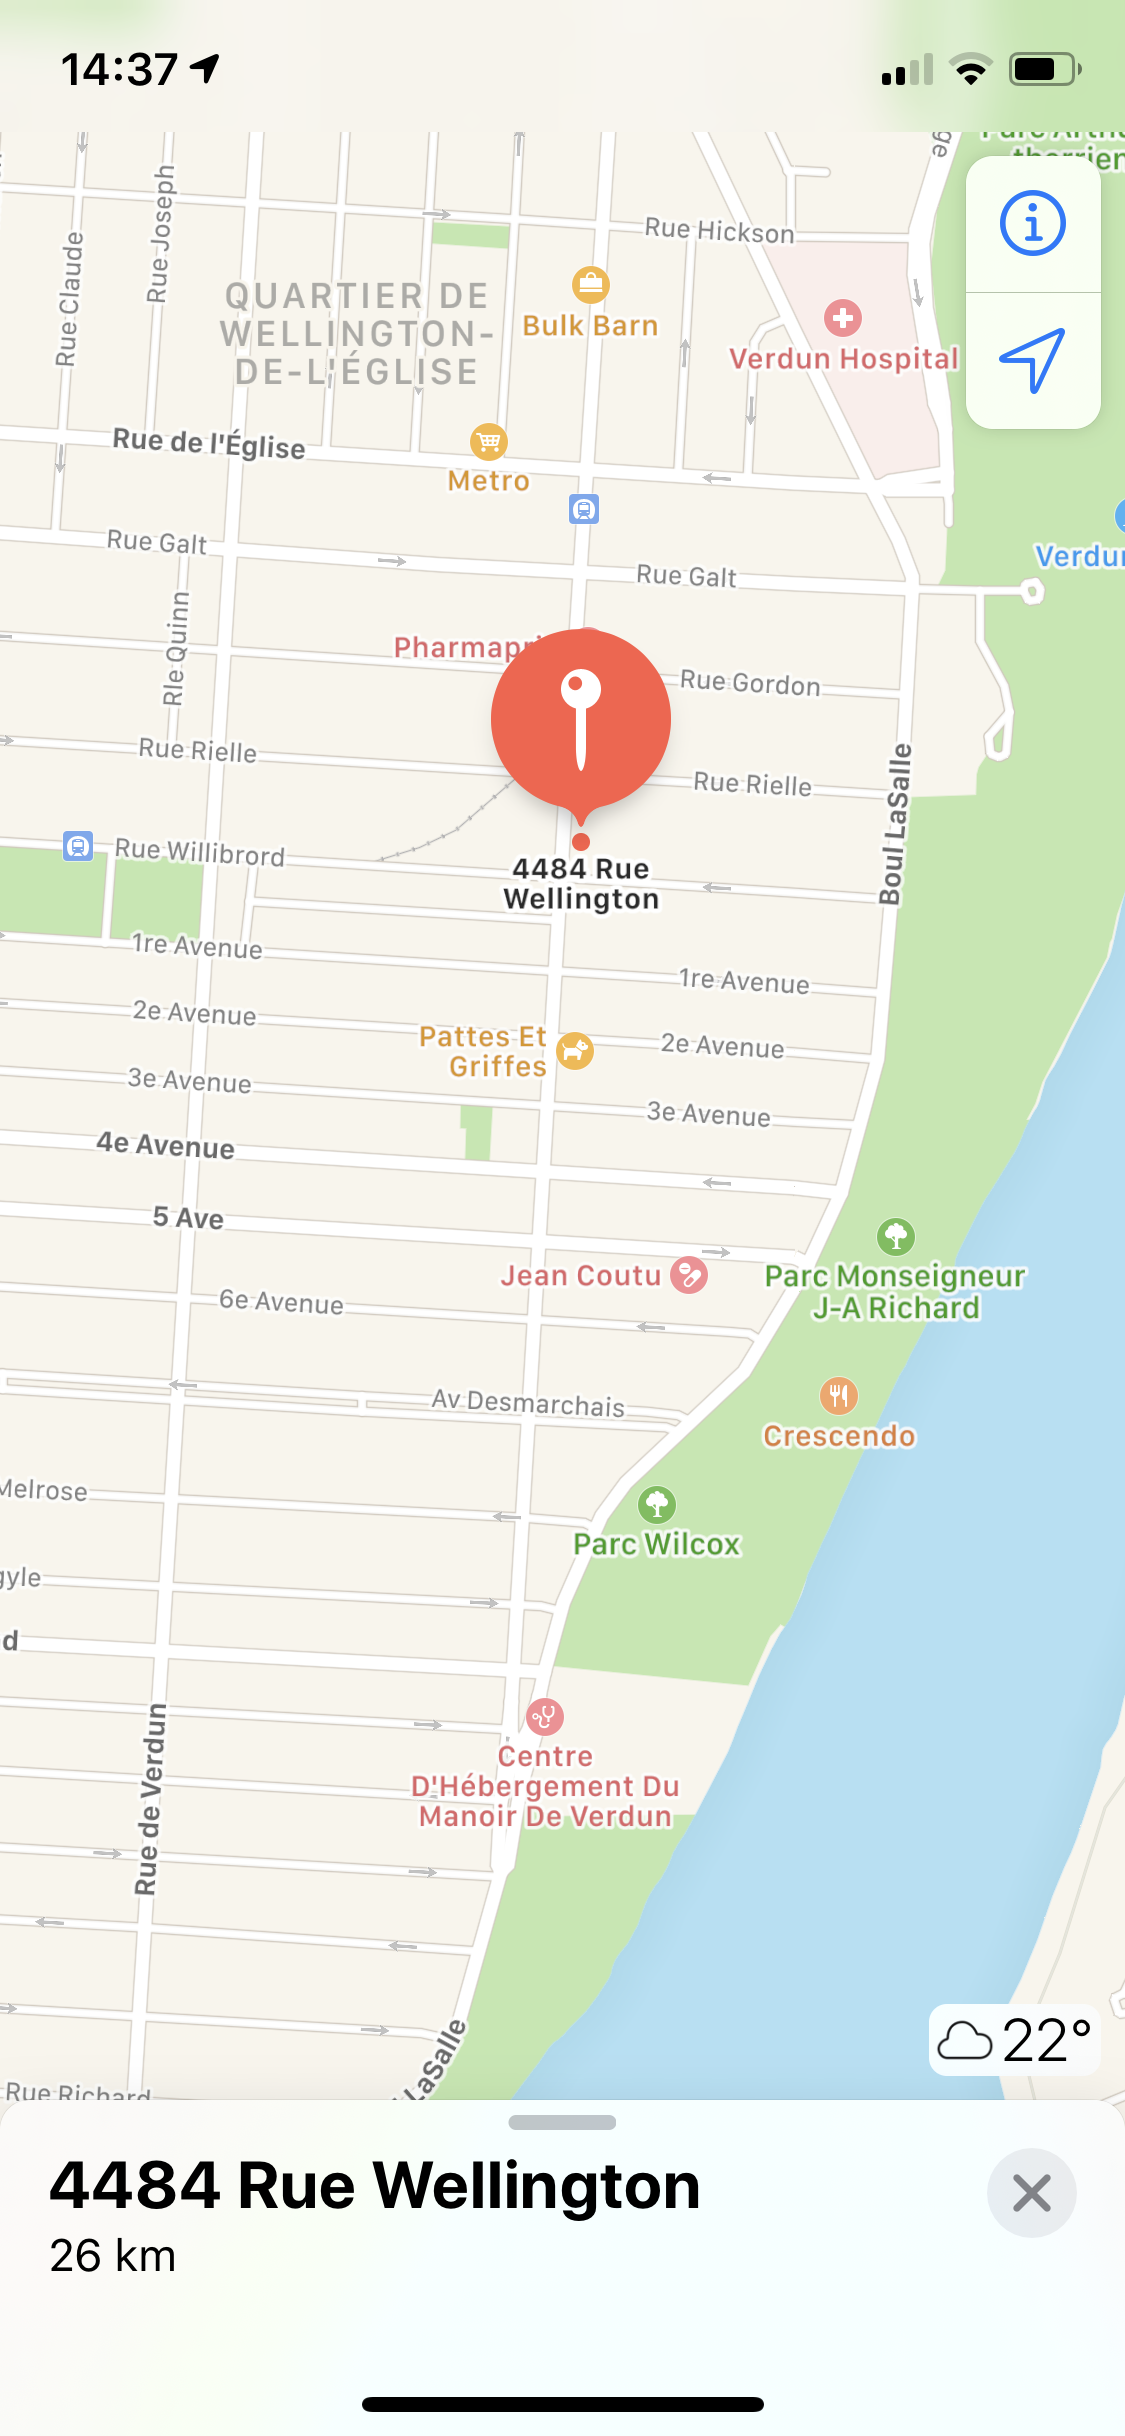 14:37
Rue Joseph
Rue Claude
Rue Hickson
QUARTIER DE
WELLINGTON-
DE-L'ÉGLISE
Bulk Barn
Verdun Hospital
Rue de l'Église
Metro
Rue Galt
Rue Galt
Rle Quinn
Rue Gordon
Rue Rielle
Rue Rielle
Boul LaSalle
Rue Willibrord
4484 Rue
Wellington
1re Avenue
1re Avenue
2e Avenue
2e Avenue
Pattes Et
Griffes
3e Avenue
3e Avenue
4e Avenue
5 Ave
Jean Coutu
Parc Monseigneur
J-A Richard
6e Avenue
Av Desmarchais
Crescendo
Melrose
Parc Wilcox
Rue de Verdun
Centre
D'Hébergement Du
Manoir De Verdun
LaSalle
Rue Richard
22°
4484 Rue Wellington
26 km